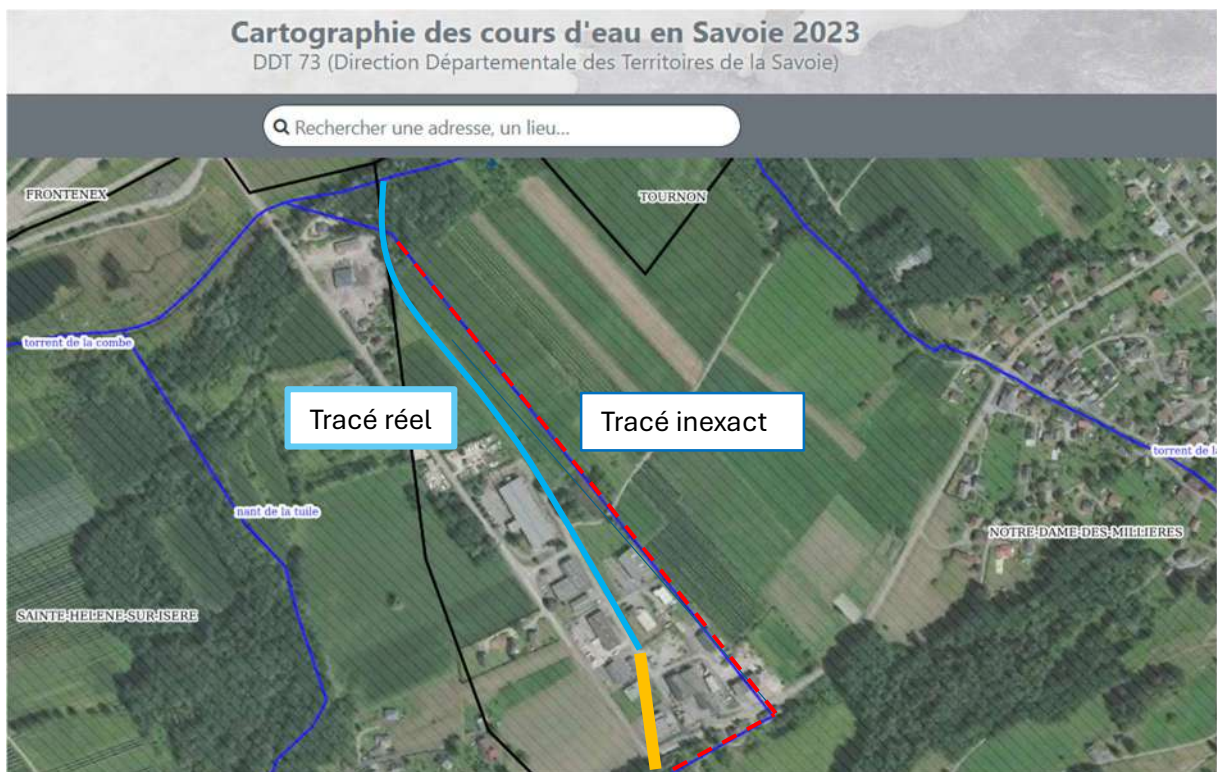 Cartographie des cours d'eau en Savoie 2023
DDT 73 (Direction Départementale des Territoires de la Savoie)
Rechercher une adresse, un lieu...
FRONTENEX
TOURNON
torrent de la combe
Tracé réel
Tracé inexact
torrent de la
nant de la tuile
NOTRE-DAME-DES-MILLIERES
SAINTE-HELENE-SUR-ISERE